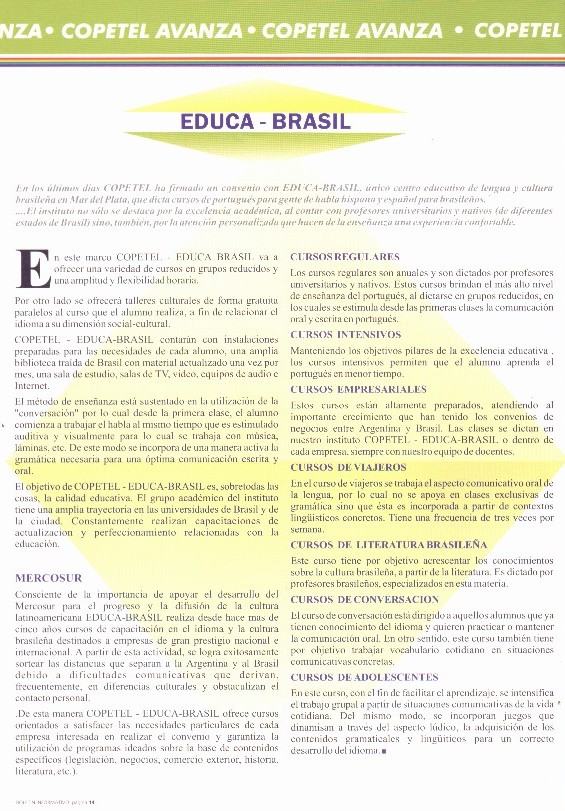 NZA • COPETEL AVANZA • COPETEL AVANZA • COPETEL
EDUCA - BRASIL
En los últimos días COPETEL ha firmado un convenio con EDUCA-BRASIL, único centro educativo de lengua y cultura
brasileña en Mar del Plata, que dicta cursos de portugués para gente de habla hispana y español para brasileños.
....El instituto no sólo se destaca por la excelencia académica, al contar con profesores universitarios y nativos (de diferentes
estados de Brasil) sino, también, por la atención personalizada que hacen de la enseñanza una experiencia confortable.
En este marco COPETEL - EDUCA BRASIL va a
ofrecer una variedad de cursos en grupos reducidos y
una amplitud y flexibilidad horaria.
Por otro lado se ofrecerá talleres culturales de forma gratuita
paralelos al curso que el alumno realiza, a fin de relacionar el
idioma a su dimensión social-cultural.
COPETEL - EDUCA-BRASIL contarán con instalaciones
preparadas para las necesidades de cada alumno, una amplia
biblioteca traída de Brasil con material actualizado una vez por
mes, una sala de estudio, salas de TV, video, equipos de audio e
Internet.
El método de enseñanza está sustentado en la utilización de la
"conversación" por lo cual desde la primera clase, el alumno
comienza a trabajar el habla al mismo tiempo que es estimulado
auditiva y visualmente para lo cual se trabaja con música,
láminas, etc. De este modo se incorpora de una manera activa la
gramática necesaria para una óptima comunicación escrita y
oral.
El objetivo de COPETEL - EDUCA-BRASIL es, sobretodas las
cosas, la calidad educativa. El grupo académico del instituto
tiene una amplia trayectoria en las universidades de Brasil y de
la ciudad. Constantemente realizan capacitaciones de
actualizacion y perfeccionamiento relacionadas con la
educación.
MERCOSUR
Consciente de la importancia de apoyar el desarrollo del
Mercosur para el progreso y la difusión de la cultura
latinoamericana EDUCA-BRASIL realiza desde hace mas de
cinco años cursos de capacitación en el idioma y la cultura
brasileña destinados a empresas de gran prestigio nacional e
internacional. A partir de esta actividad, se logra exitosamente
sortear las distancias que separan a la Argentina y al Brasil
debido a dificultades comunicativas que derivan,
frecuentemente, en diferencias culturales y obstaculizan el
contacto personal.
.De esta manera COPETEL - EDUCA-BRASIL ofrece cursos
orientados a satisfacer las necesidades particulares de cada
empresa interesada en realizar el convenio y garantiza la
utilización de programas ideados sobre la base de contenidos
específicos (legislación, negocios, comercio exterior, historia,
literatura, etc.).
CURSOS REGULARES
Los cursos regulares son anuales y son dictados por profesores
universitarios y nativos. Estos cursos brindan el más alto nivel
de enseñanza del portugués, al dictarse en grupos reducidos, en
los cuales se estimula desde las primeras clases la comunicación
oral y escrita en portugués.
CURSOS INTENSIVOS
Manteniendo los objetivos pilares de la excelencia educativa ,
los cursos intensivos permiten que el alumno aprenda el
portugués en menor tiempo.
CURSOS EMPRESARIALES
Estos cursos están altamente preparados, atendiendo al
importante crecimiento que han tenido los convenios de
negocios entre Argentina y Brasil. Las clases se dictan en
nuestro instituto COPETEL - EDUCA-BRASIL o dentro de
cada empresa, siempre con nuestro equipo de docentes.
CURSOS DE VIAJEROS
En el curso de viajeros se trabaja el aspecto comunicativo oral de
la lengua, por lo cual no se apoya en clases exclusivas de
gramática sino que ésta es incorporada a partir de contextos
lingüísticos concretos. Tiene una frecuencia de tres veces por
semana.
CURSOS DE LITERATURA BRASILEÑA
Este curso tiene por objetivo acrescentar los conocimientos
sobre la cultura brasileña, a partir de la literatura. Es dictado por
profesores brasileños, especializados en esta materia.
CURSOS DE CONVERSACION
El curso de conversación está dirigido a aquellos alumnos que ya
tienen conocimiento del idioma y quieren practicar o mantener
la comunicación oral. En otro sentido, este curso también tiene
por objetivo trabajar vocabulario cotidiano en situaciones
comunicativas concretas.
CURSOS DE ADOLESCENTES
En este curso, con el fin de facilitar el aprendizaje, se intensifica
el trabajo grupal a partir de situaciones comunicativas de la vida
cotidiana. Del mismo modo, se incorporan juegos que
dinamisan a través del aspecto lúdico, la adquisición de los
contenidos gramaticales y lingüiticos para un correcto
desarrollo del idioma.
BOLETIN INFORMATIVO página 14